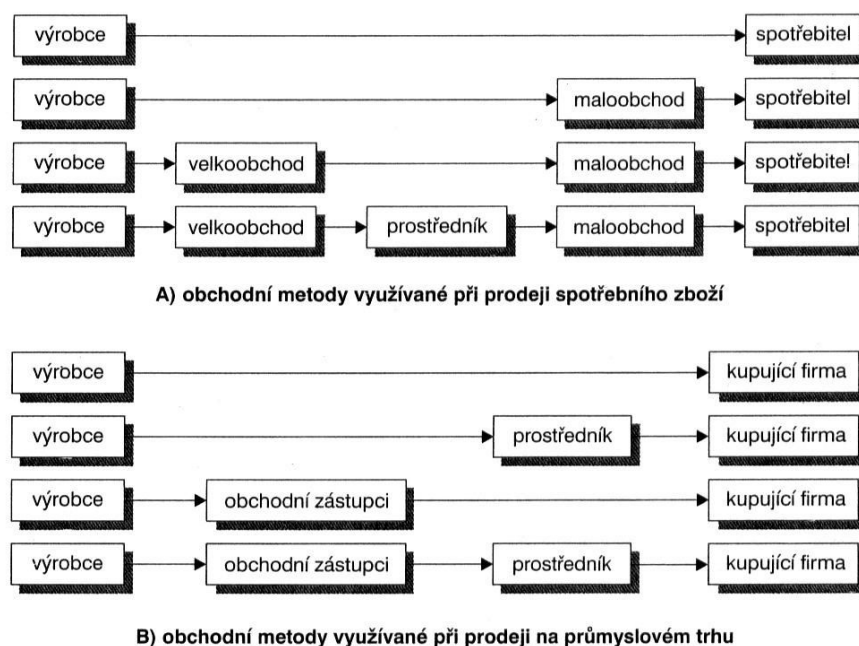 výrobce spotřebitel
výrobce maloobchod spotřebitel
výrobce velkoobchod maloobchod spotřebitel
výrobce velkoobchod prostředník maloobchod spotřebitel
A) obchodní metody využívané při prodeji spotřebního zboží
výrobce kupující firma
výrobce prostředník kupující firma
výrobce obchodní zástupci kupující firma
výrobce obchodní zástupci prostředník kupující firma
B) obchodní metody využívané při prodeji na průmyslovém trhu